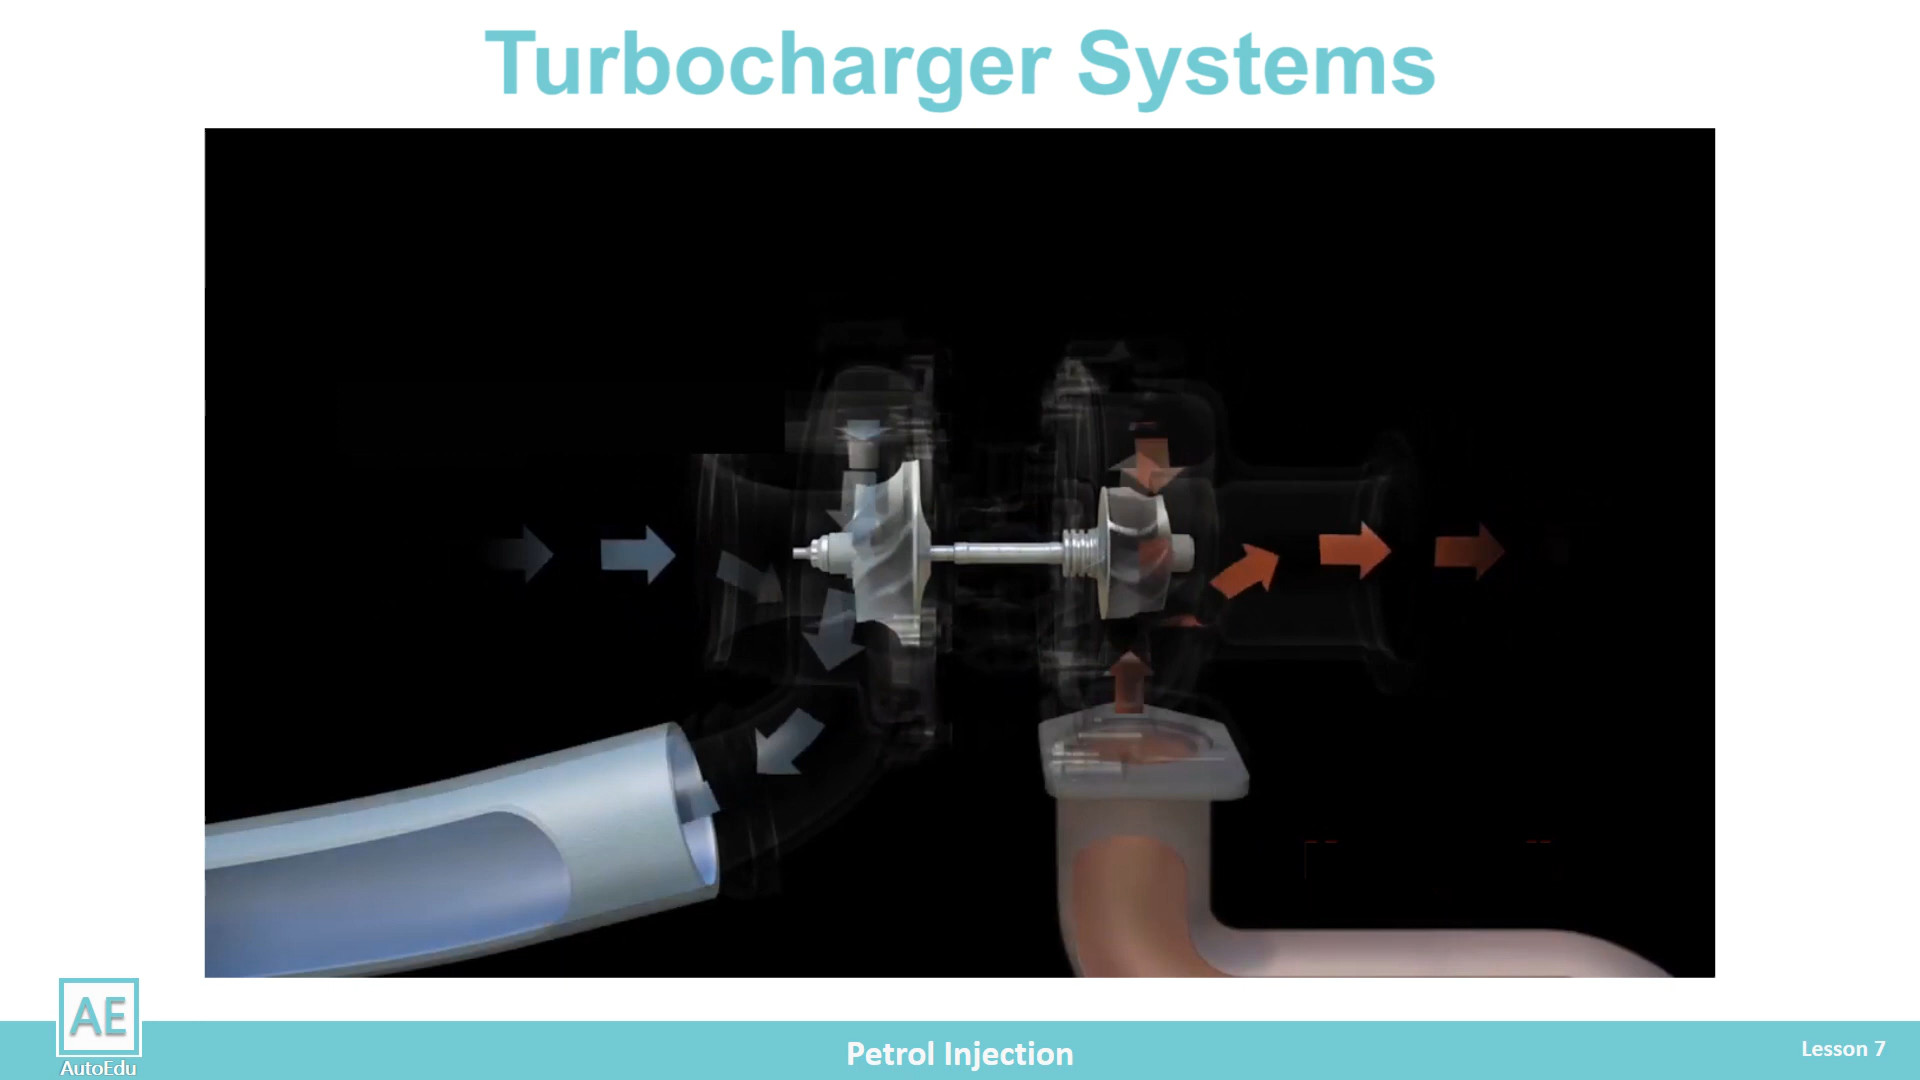 Turbocharger Systems
AE
AutoEdu
Petrol Injection
Lesson 7